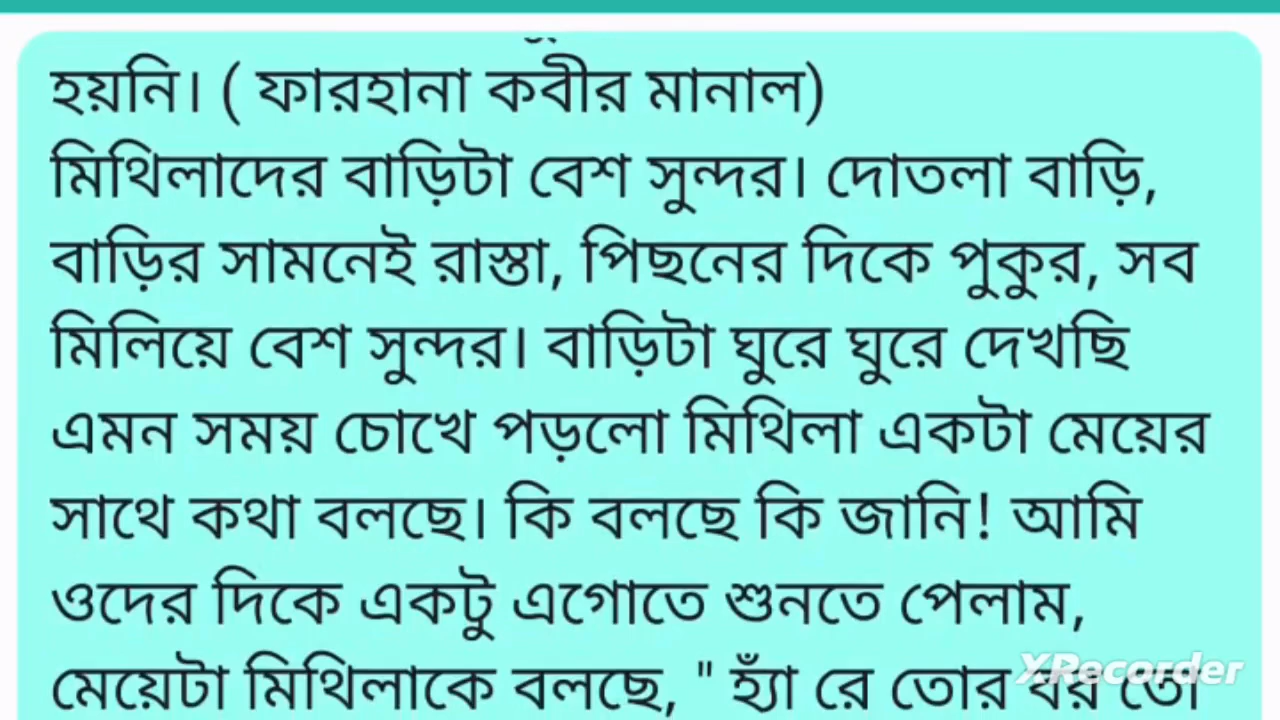 হয়নি। ( ফারহানা কবীর মানাল)
মিথিলাদের বাড়িটা বেশ সুন্দর। দোতলা বাড়ি,
বাড়ির সামনেই রাস্তা, পিছনের দিকে পুকুর, সব
মিলিয়ে বেশ সুন্দর। বাড়িটা ঘুরে ঘুরে দেখছি
এমন সময় চোখে পড়লো মিথিলা একটা মেয়ের
সাথে কথা বলছে। কি বলছে কি জানি! আমি
ওদের দিকে একটু এগোতে শুনতে পেলাম,
মেয়েটা মিথিলাকে বলছে, " হ্যাঁ রে তোর বর তো
XRecorder